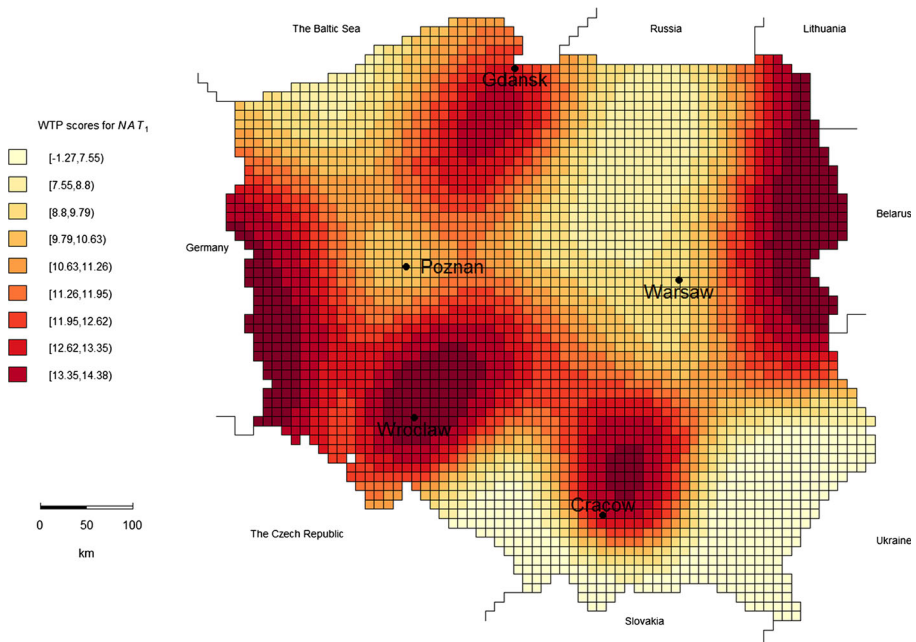 The Baltic Sea
Russia
Lithuania
Gdansk
WTP scores for NAT₁
[-1.27,7.55)
[7.55,8.8)
[8.8,9.79)
[9.79,10.63)
[10.63,11.26)
[11.26,11.95)
[11.95,12.62)
[12.62,13.35)
[13.35,14.38)
Belarus
Germany
Poznan
Warsaw
Wroclaw
Cracow
0 50 100
km
The Czech Republic
Ukraine
Slovakia